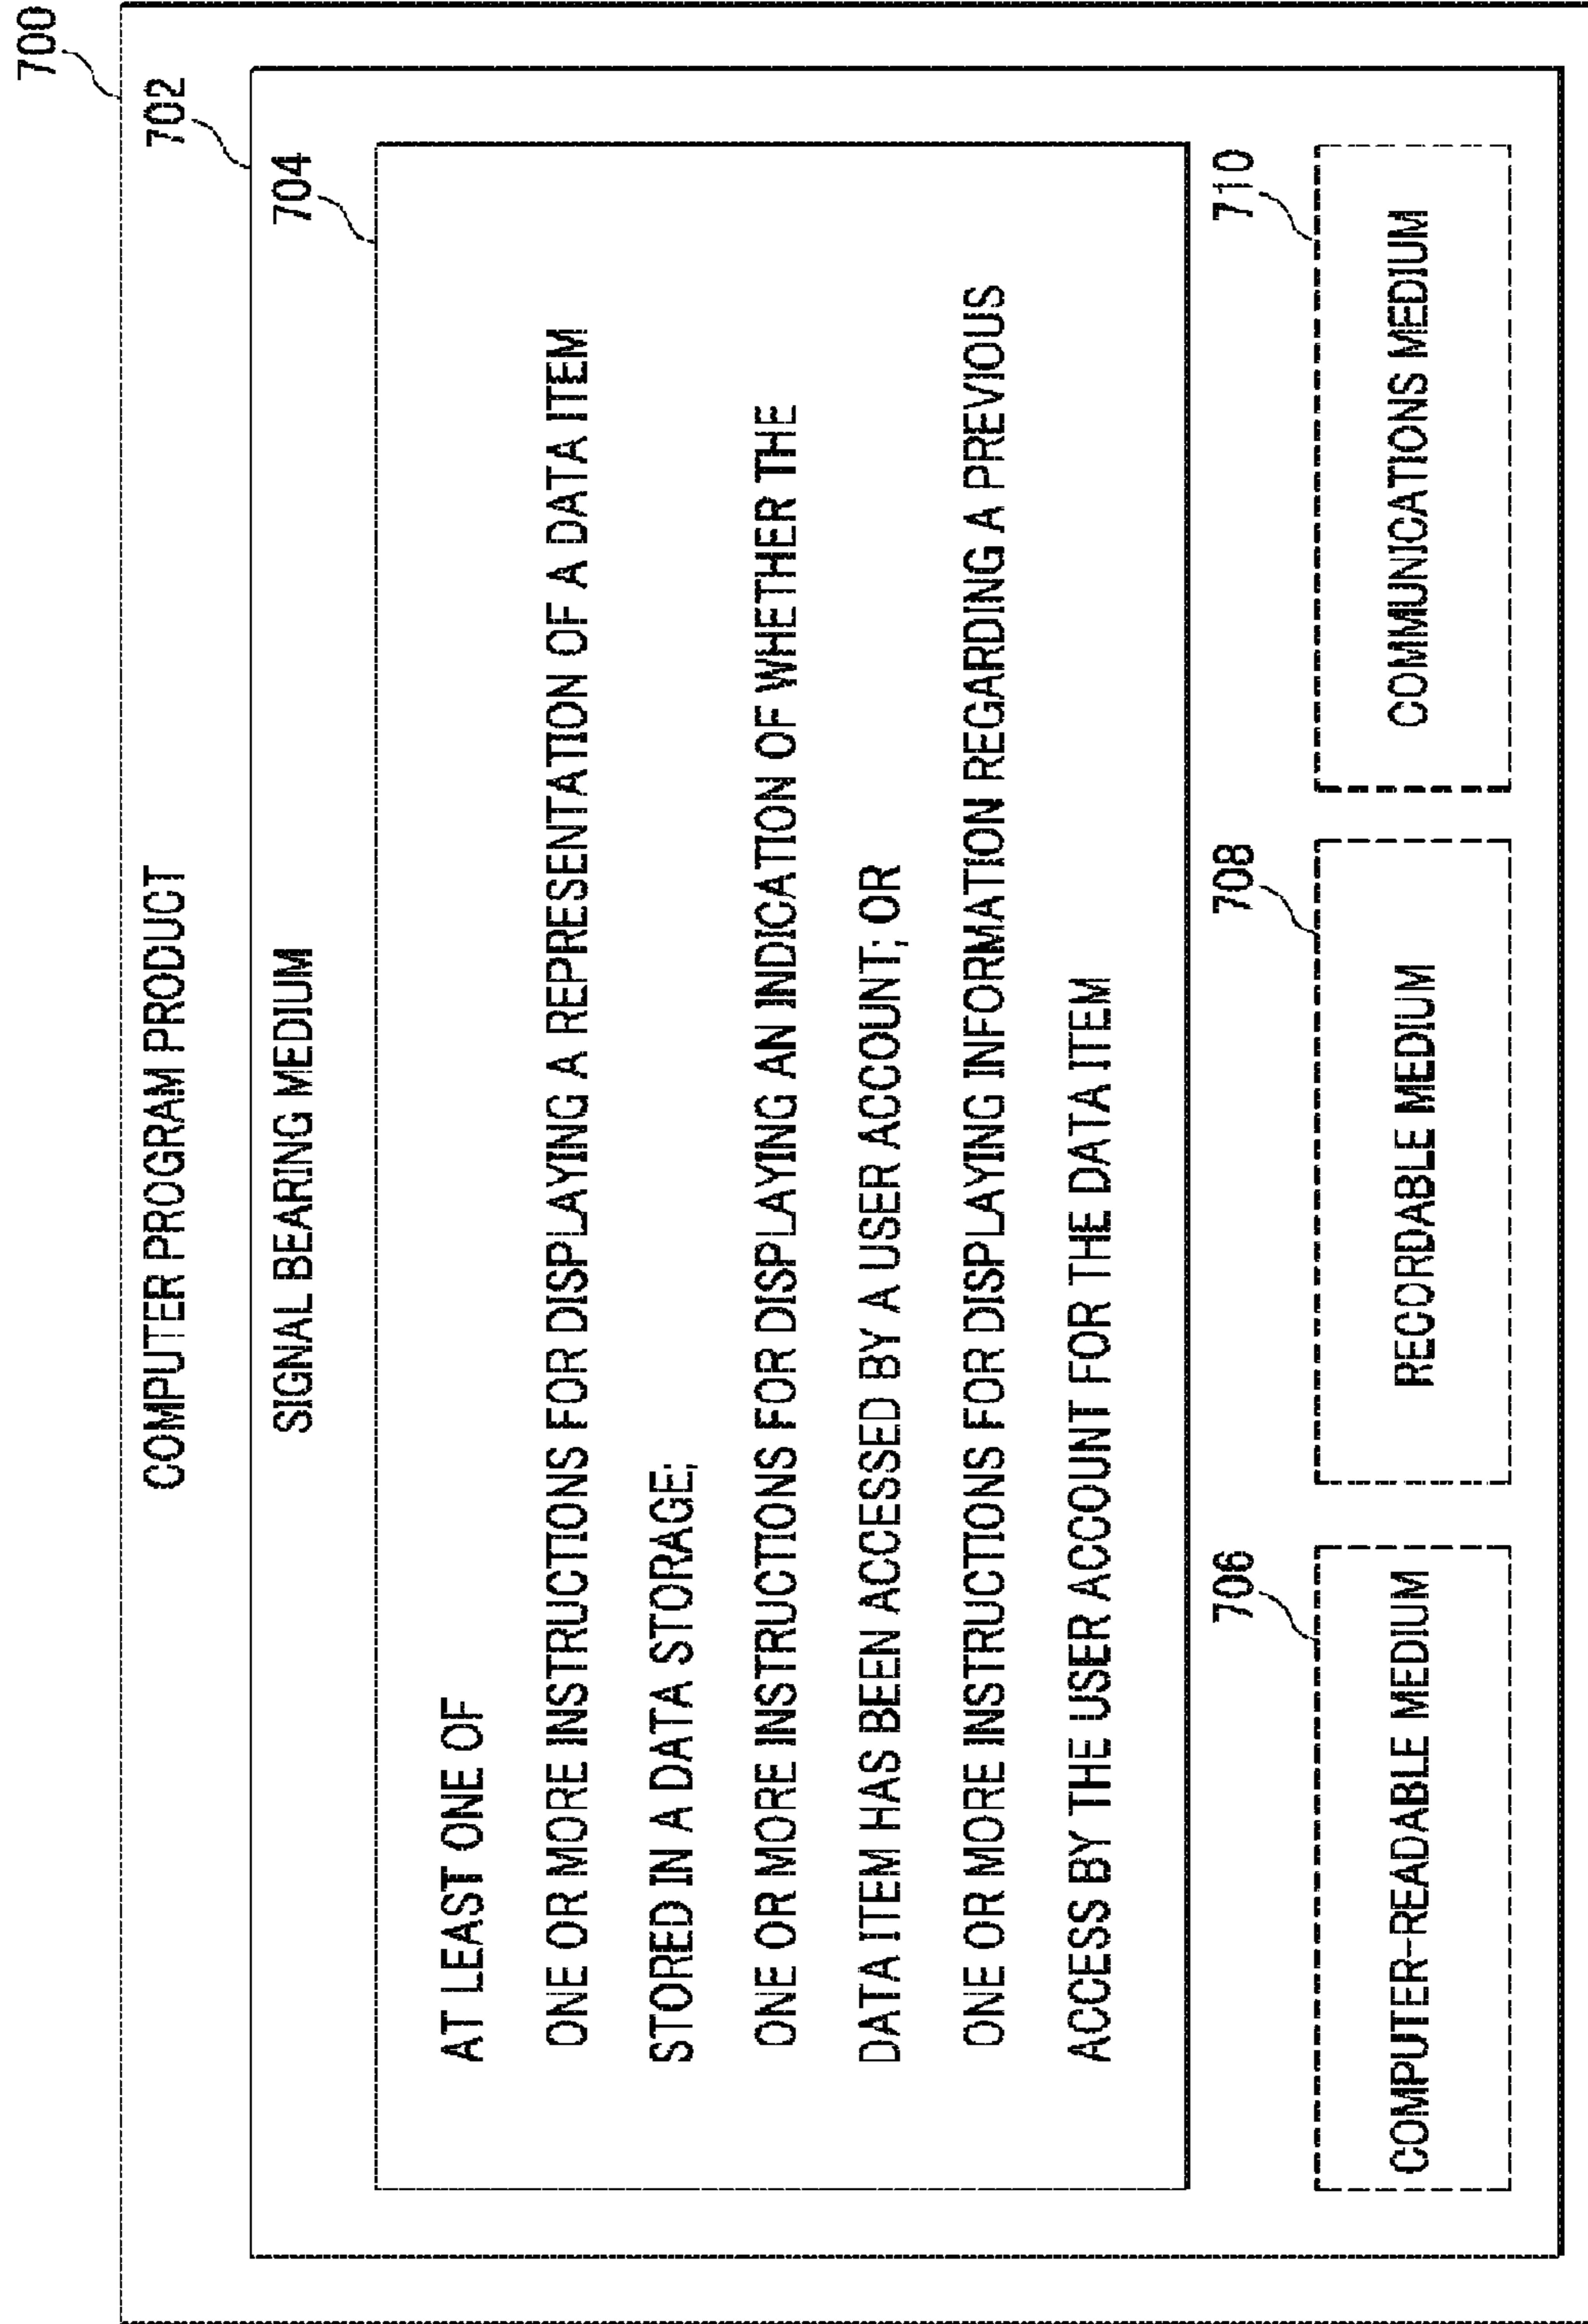 700
COMPUTER PROGRAM PRODUCT
702
SIGNAL BEARING MEDIUM
704
AT LEAST ONE OF
ONE OR MORE INSTRUCTIONS FOR DISPLAYING A REPRESENTATION OF A DATA ITEM
STORED IN A DATA STORAGE;
ONE OR MORE INSTRUCTIONS FOR DISPLAYING AN INDICATION OF WHETHER THE
DATA ITEM HAS BEEN ACCESSED BY A USER ACCOUNT; OR
ONE OR MORE INSTRUCTIONS FOR DISPLAYING INFORMATION REGARDING A PREVIOUS
ACCESS BY THE USER ACCOUNT FOR THE DATA ITEM
706
COMPUTER-READABLE MEDIUM
708
RECORDABLE MEDIUM
710
COMMUNICATIONS MEDIUM